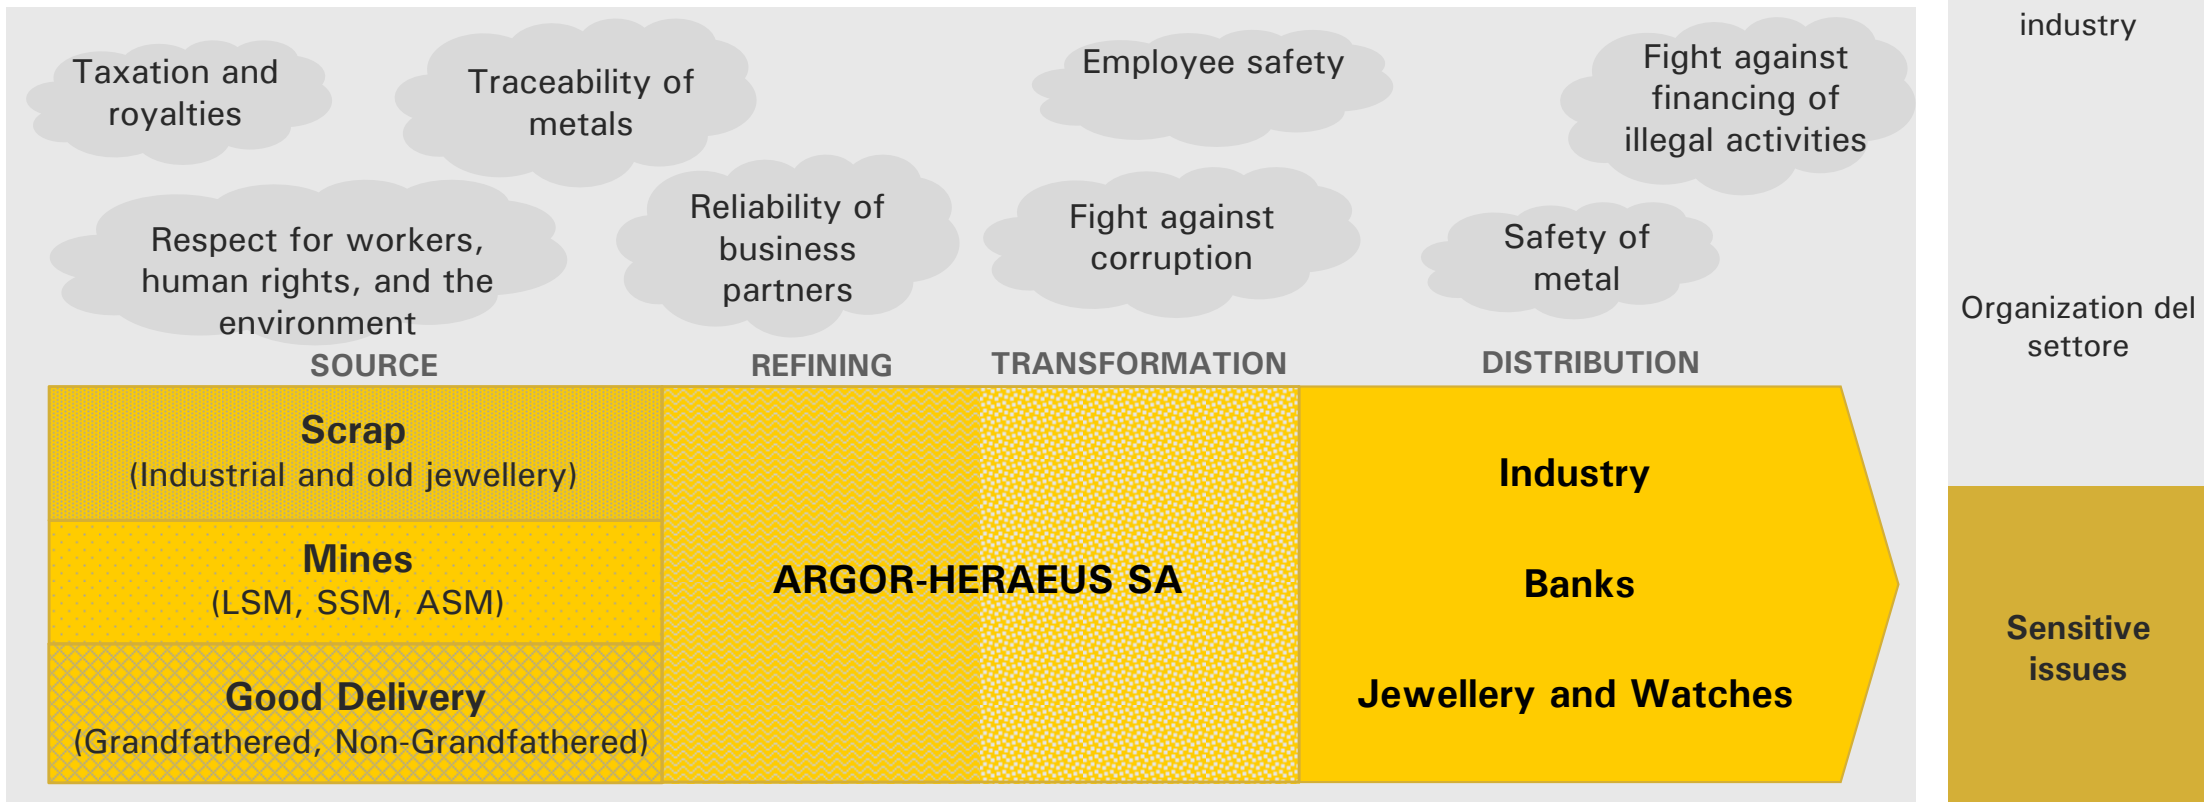 Taxation and
royalties
Traceability of
metals
Employee safety
Fight against
financing of
illegal activities
Respect for workers,
human rights, and the
environment
Reliability of
business
partners
Fight against
corruption
Safety of
metal
SOURCE
REFINING
TRANSFORMATION
DISTRIBUTION
Scrap
(Industrial and old jewellery)
Mines
(LSM, SSM, ASM)
Good Delivery
(Grandfathered, Non-Grandfathered)
ARGOR-HERAEUS SA
Industry
Banks
Jewellery and Watches
industry
Organization del
settore
Sensitive
issues